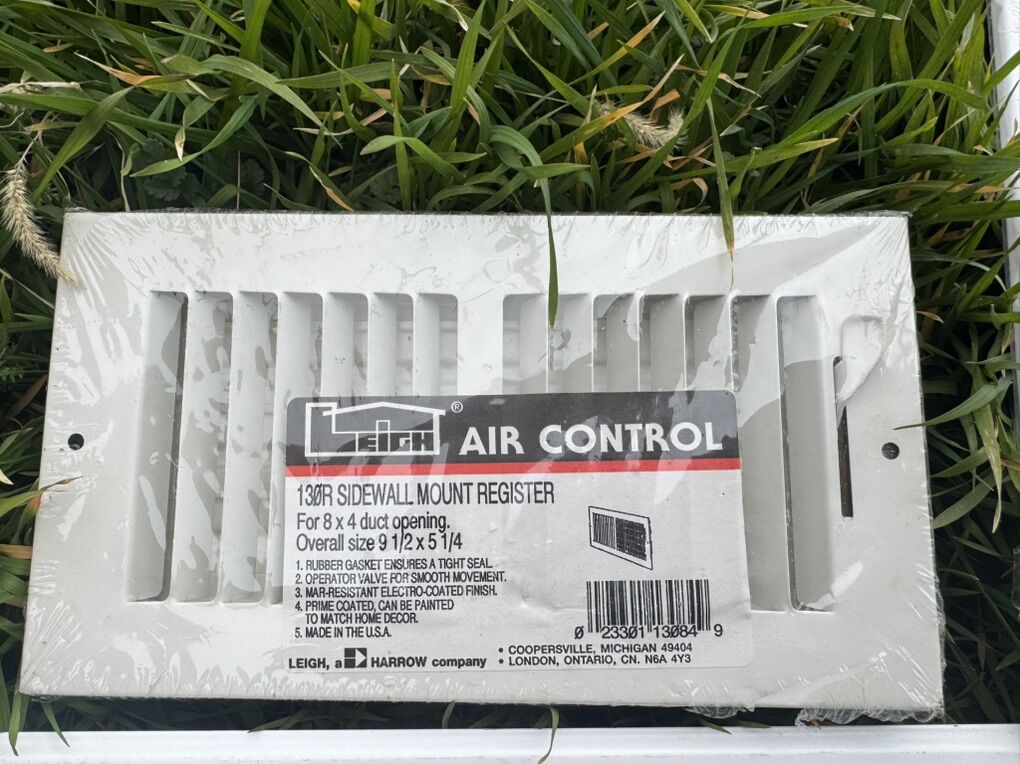 LEIGH ® AIR CONTROL
13ØR SIDEWALL MOUNT REGISTER
For 8 x 4 duct opening.
Overall size 9 1/2 x 5 1/4
1. RUBBER GASKET ENSURES A TIGHT SEAL.
2. OPERATOR VALVE FOR SMOOTH MOVEMENT.
3. MAR-RESISTANT ELECTRO-COATED FINISH.
4. PRIME COATED, CAN BE PAINTED
TO MATCH HOME DECOR.
5. MADE IN THE U.S.A.
Ø 23301 13084 9
LEIGH, a HARROW company
• COOPERSVILLE, MICHIGAN 49404
• LONDON, ONTARIO, CN. N6A 4Y3